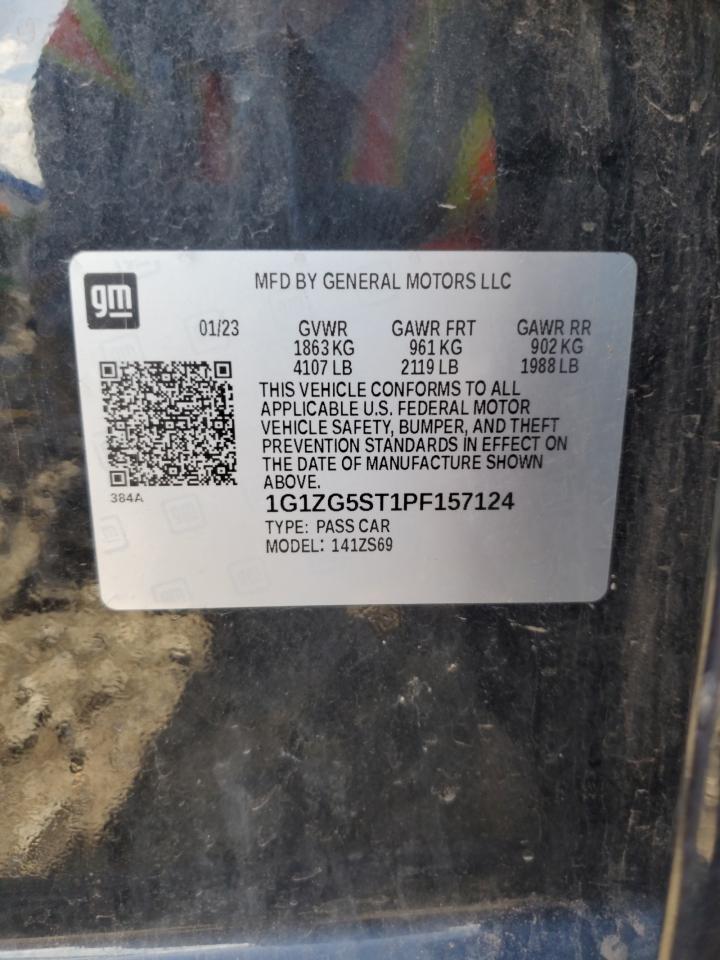 gm
MFD BY GENERAL MOTORS LLC
01/23 GVWR GAWR FRT GAWR RR
1863 KG 961 KG 902 KG
4107 LB 2119 LB 1988 LB
THIS VEHICLE CONFORMS TO ALL
APPLICABLE U.S. FEDERAL MOTOR
VEHICLE SAFETY, BUMPER, AND THEFT
PREVENTION STANDARDS IN EFFECT ON
THE DATE OF MANUFACTURE SHOWN
ABOVE.
384A
1G1ZG5ST1PF157124
TYPE: PASS CAR
MODEL: 141ZS69